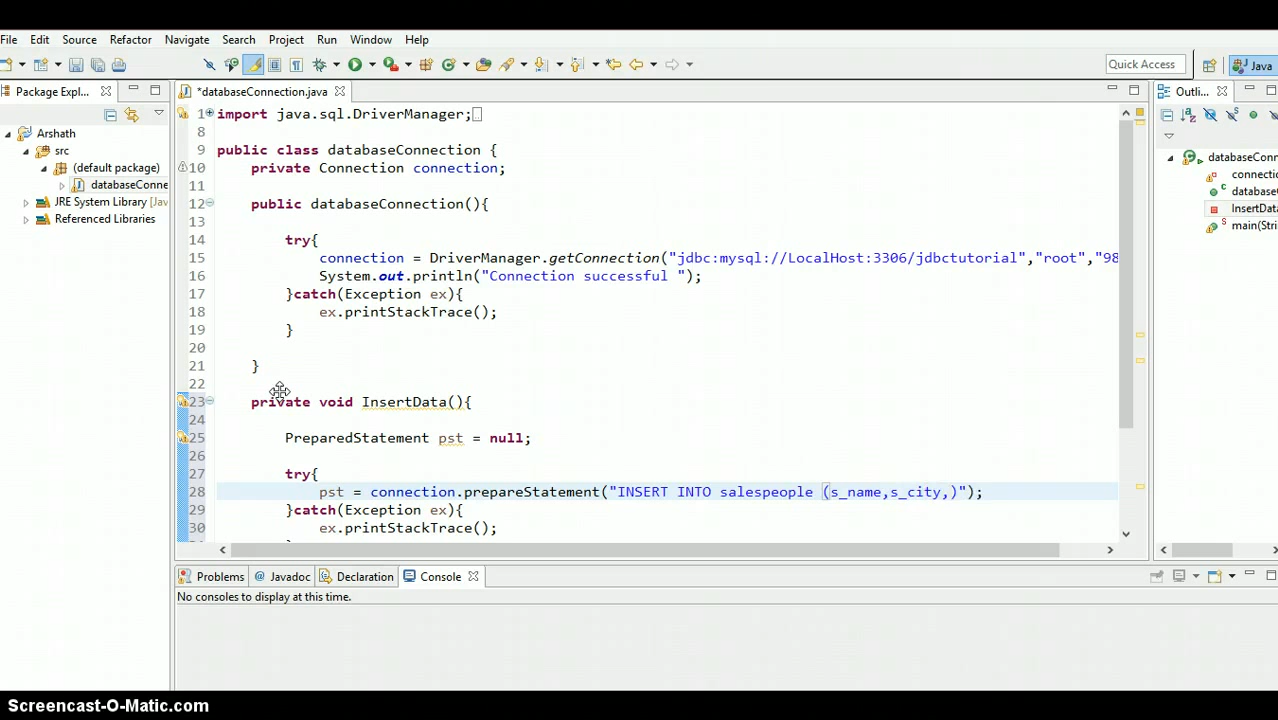 File Edit Source Refactor Navigate Search Project Run Window Help
Quick Access
Java
Package Expl...
*databaseConnection.java
Outli...
Arshath
src
(default package)
databaseConne
JRE System Library [Jav
Referenced Libraries
1 import java.sql.DriverManager;
8
9 public class databaseConnection {
10 private Connection connection;
11
12 public databaseConnection(){
13
14 try{
15 connection = DriverManager.getConnection("jdbc:mysql://LocalHost:3306/jdbctutorial","root","98
16 System.out.println("Connection successful ");
17 }catch(Exception ex){
18 ex.printStackTrace();
19 }
20
21 }
22
23 private void InsertData(){
24
25 PreparedStatement pst = null;
26
27 try{
28 pst = connection.prepareStatement("INSERT INTO salespeople (s_name,s_city,)");
29 }catch(Exception ex){
30 ex.printStackTrace();
databaseConn
connectio
database
InsertData
main(Stri
Problems @ Javadoc Declaration Console
No consoles to display at this time.
Screencast-O-Matic.com